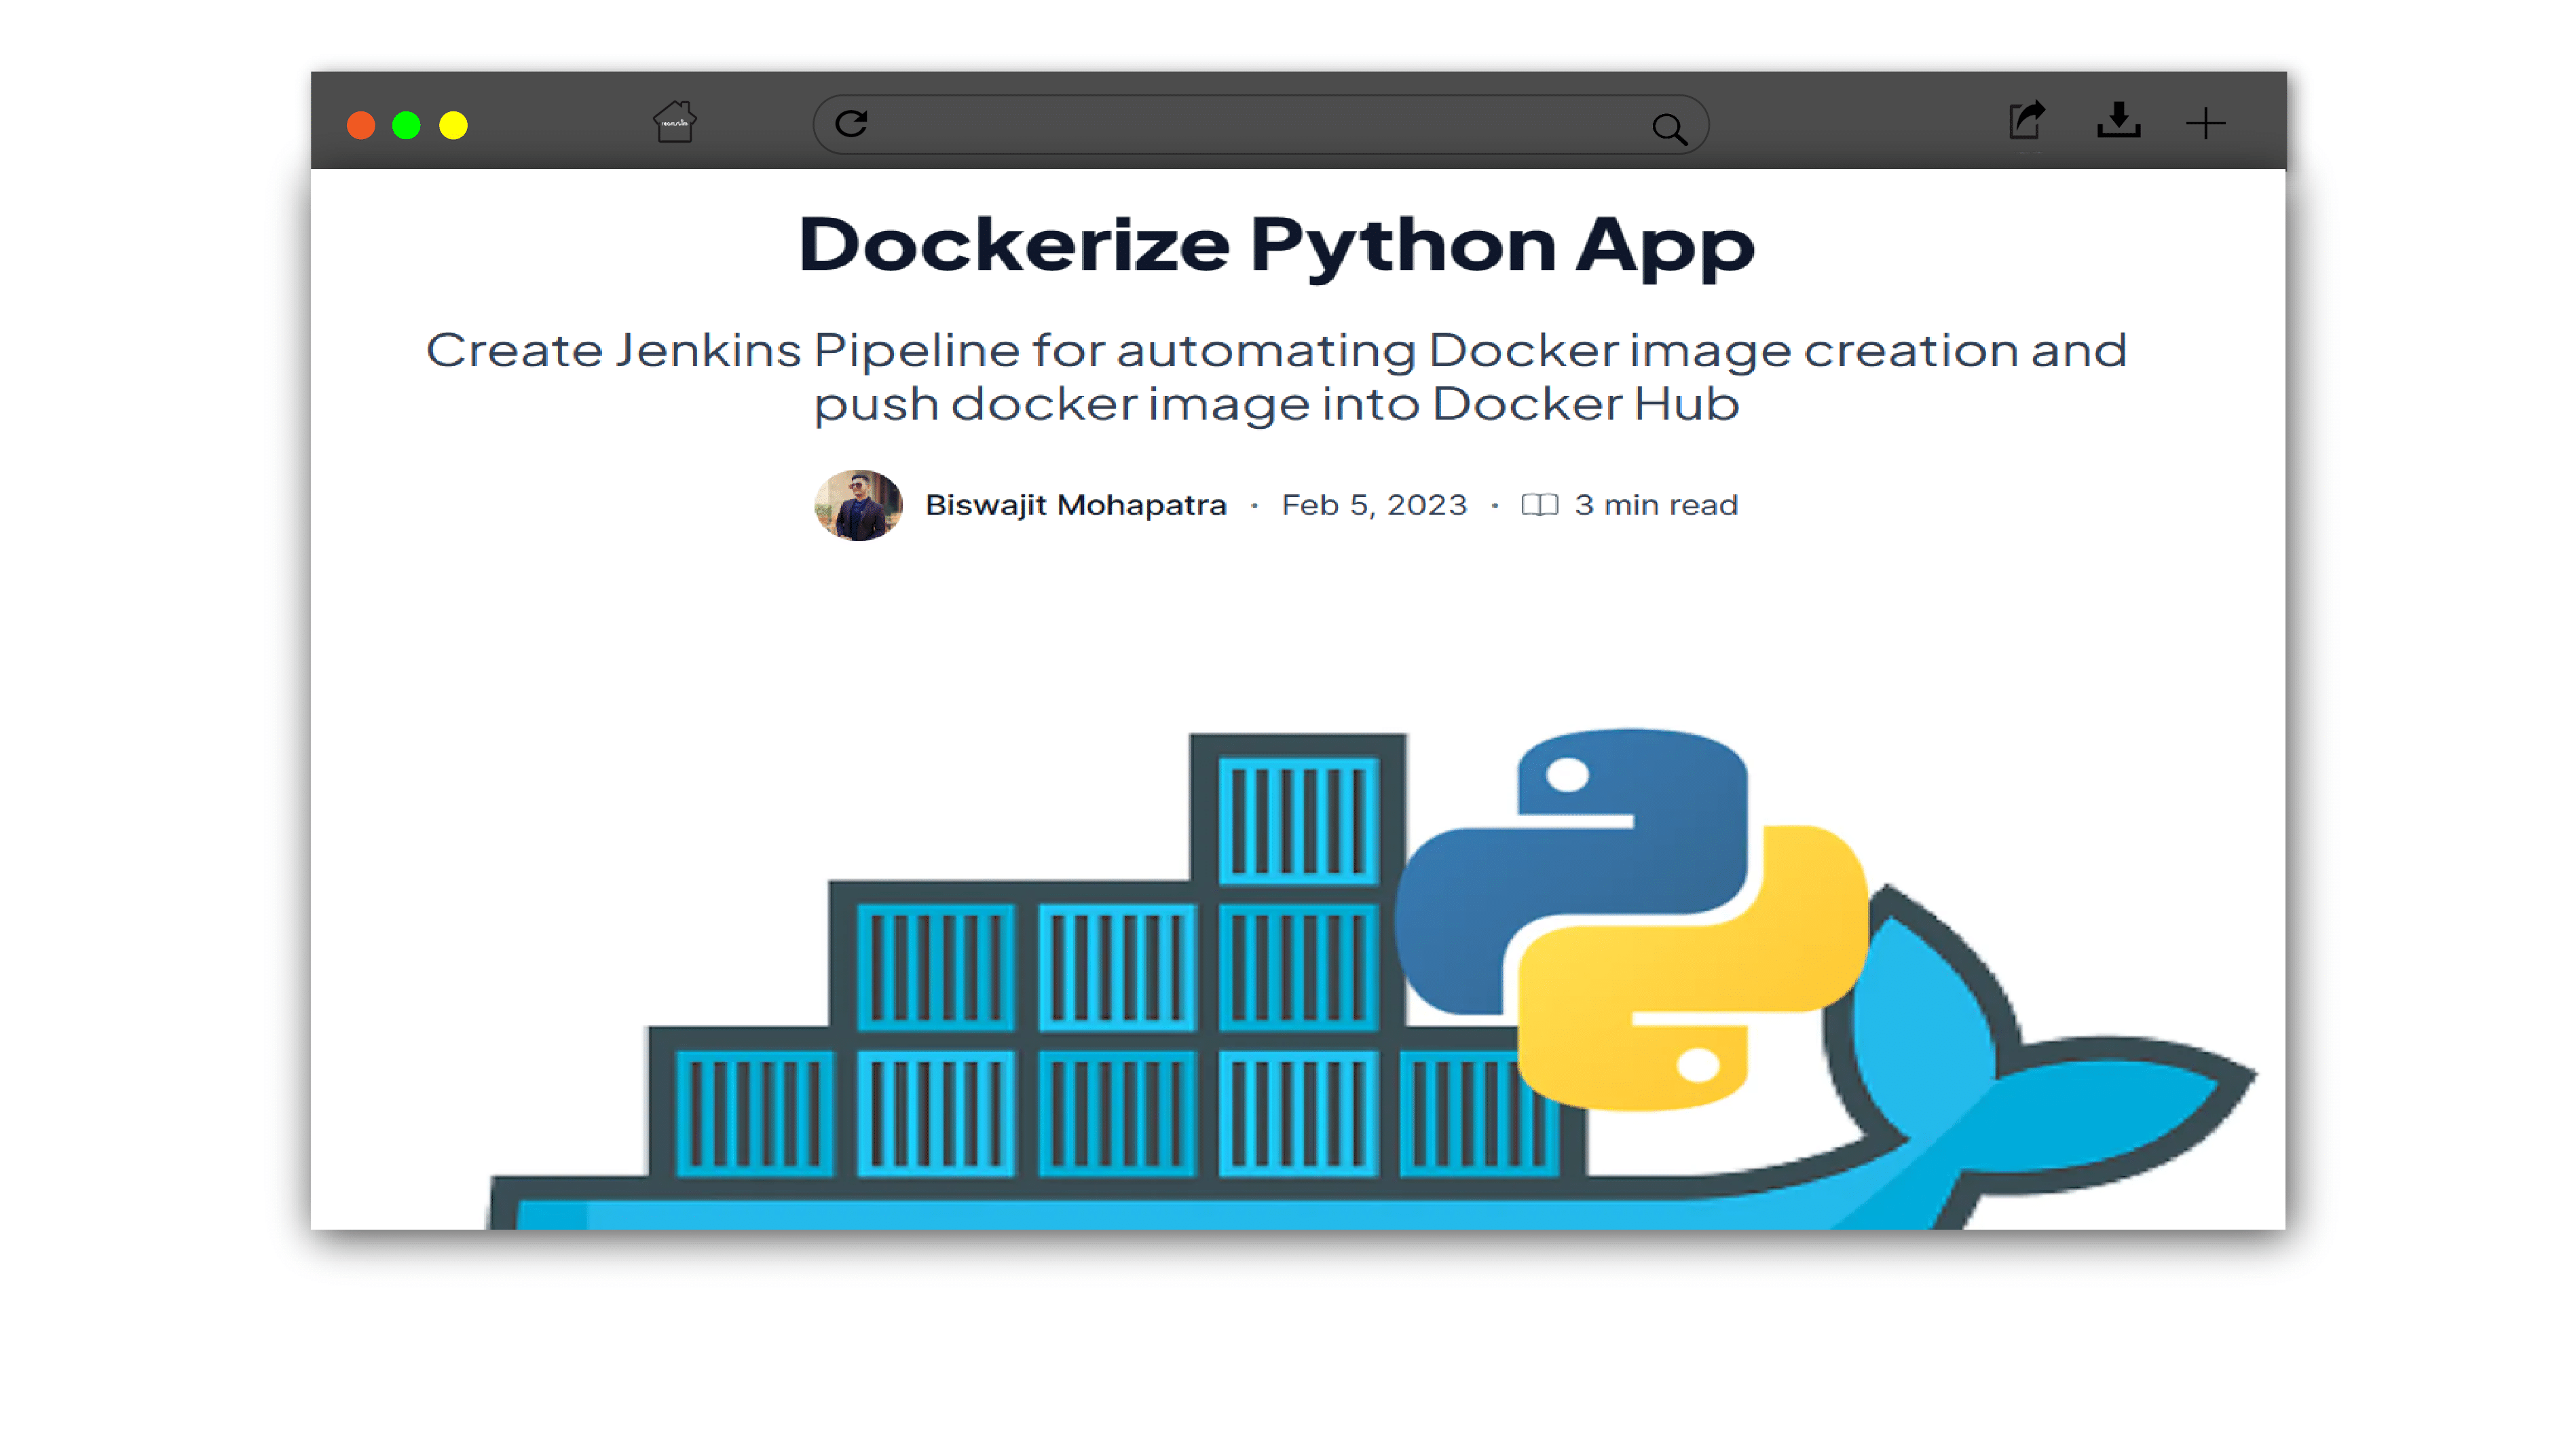 Dockerize Python App
Create Jenkins Pipeline for automating Docker image creation and
push docker image into Docker Hub
Biswajit Mohapatra · Feb 5, 2023 · 3 min read